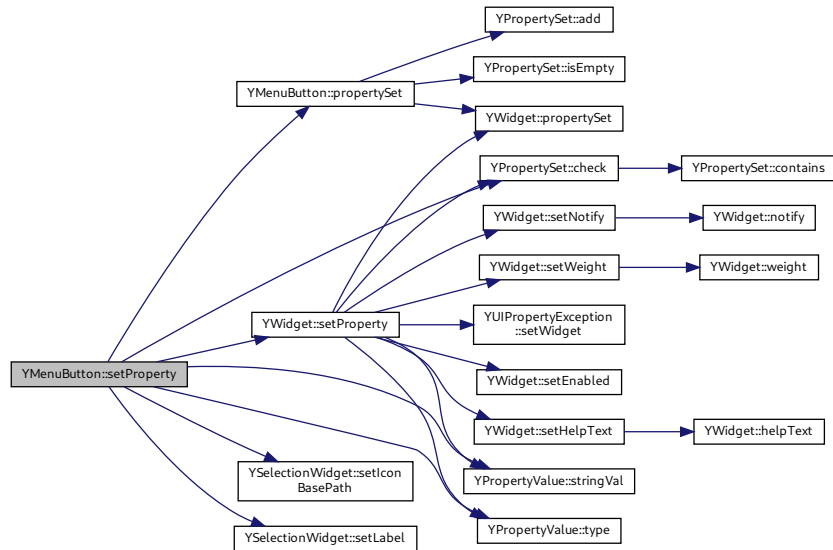 YPropertySet::add
YPropertySet::isEmpty
YMenuButton::propertySet
YWidget::propertySet
YPropertySet::check
YPropertySet::contains
YWidget::setNotify
YWidget::notify
YWidget::setWeight
YWidget::weight
YWidget::setProperty
YUIPropertyException
::setWidget
YMenuButton::setProperty
YWidget::setEnabled
YWidget::setHelpText
YWidget::helpText
YSelectionWidget::setIcon
BasePath
YPropertyValue::stringVal
YPropertyValue::type
YSelectionWidget::setLabel